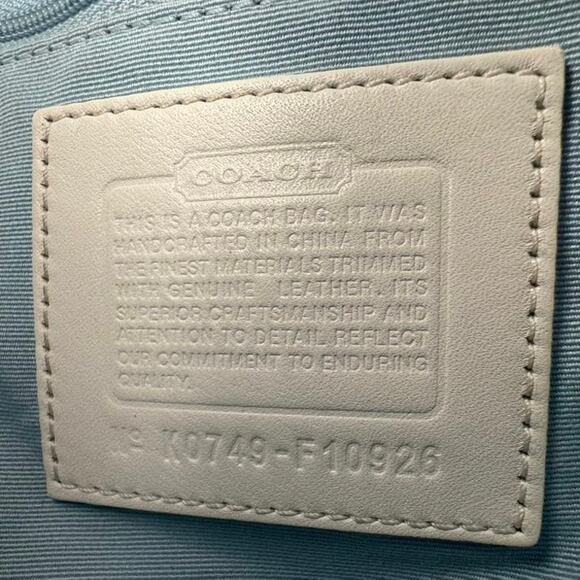 COACH
THIS IS A COACH BAG. IT WAS
HANDCRAFTED IN CHINA FROM
THE FINEST MATERIALS TRIMMED
WITH GENUINE LEATHER. ITS
SUPERIOR CRAFTSMANSHIP AND
ATTENTION TO DETAIL REFLECT
OUR COMMITMENT TO ENDURING
QUALITY.
Nº K0749-F10926